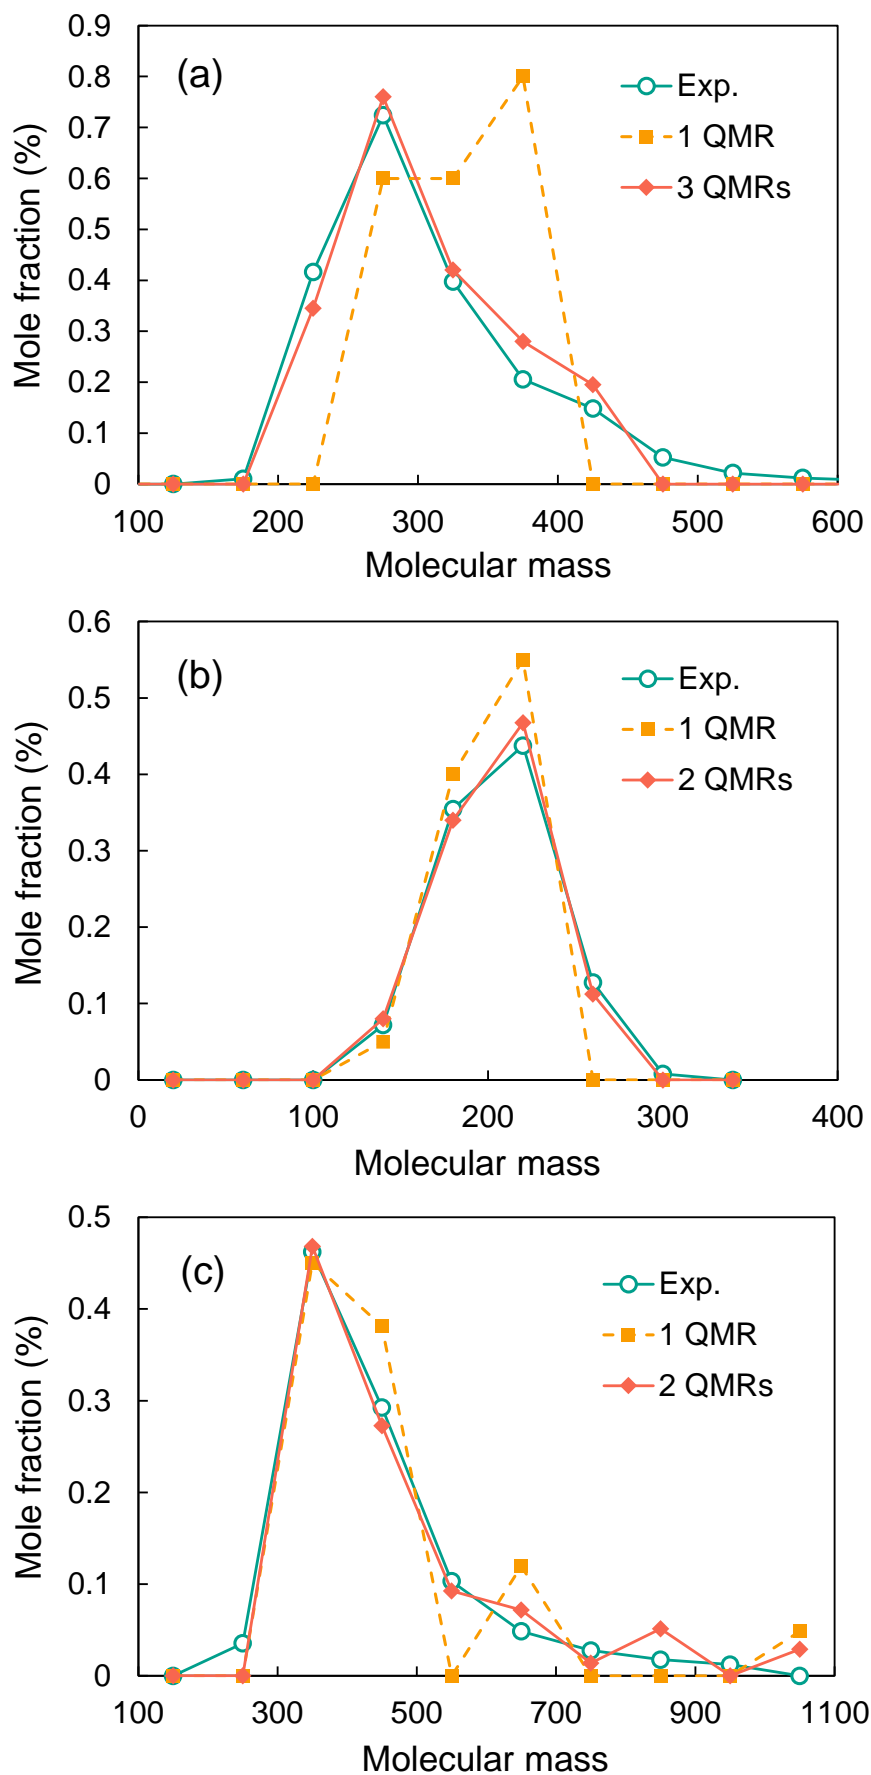 0.9
0.8
0.7
0.6
0.5
0.4
0.3
0.2
0.1
0
Mole fraction (%)
(a)
Exp.
1 QMR
3 QMRs
100 200 300 400 500 600
Molecular mass
0.6
0.5
0.4
0.3
0.2
0.1
0
Mole fraction (%)
(b)
Exp.
1 QMR
2 QMRs
0 100 200 300 400
Molecular mass
0.5
0.4
0.3
0.2
0.1
0
Mole fraction (%)
(c)
Exp.
1 QMR
2 QMRs
100 300 500 700 900 1100
Molecular mass